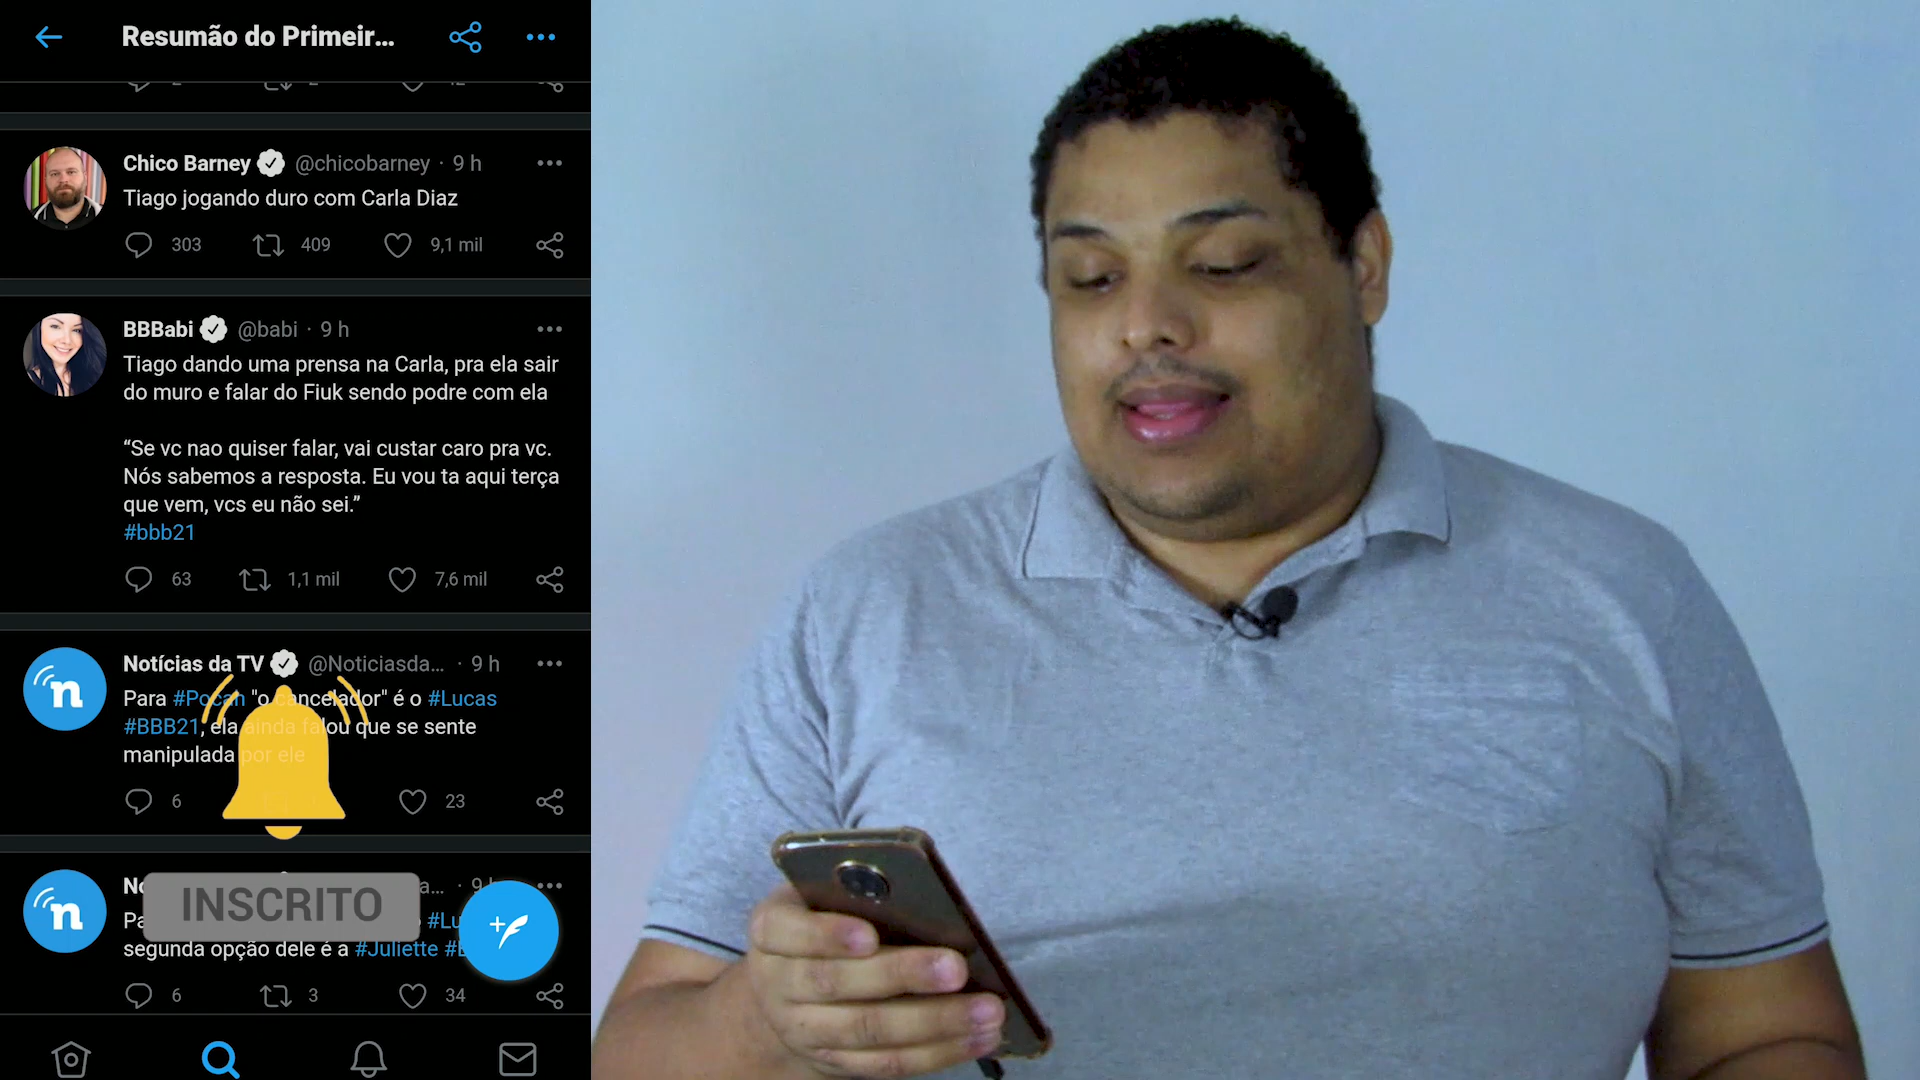 Resumão do Primeir...
Chico Barney @chicobarney · 9 h
Tiago jogando duro com Carla Diaz
303 409 9,1 mil
BBBabi @babi · 9 h
Tiago dando uma prensa na Carla, pra ela sair
do muro e falar do Fiuk sendo podre com ela
“Se vc nao quiser falar, vai custar caro pra vc.
Nós sabemos a resposta. Eu vou ta aqui terça
que vem, vcs eu não sei.”
#bbb21
63 1,1 mil 7,6 mil
Notícias da TV @Noticiasda... · 9 h
Para #Pocah "o cancelador" é o #Lucas
#BBB21, ela ainda falou que se sente
manipulada por ele
6 23
INSCRITO
segunda opção dele é a #Juliette
6 3 34